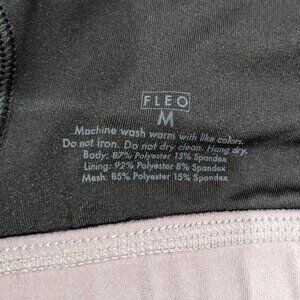 FLEO
M
Machine wash warm with like colors.
Do not iron. Do not dry clean. Hang dry.
Body: 87% Polyester 13% Spandex
Lining: 92% Polyester 8% Spandex
Mesh: 85% Polyester 15% Spandex